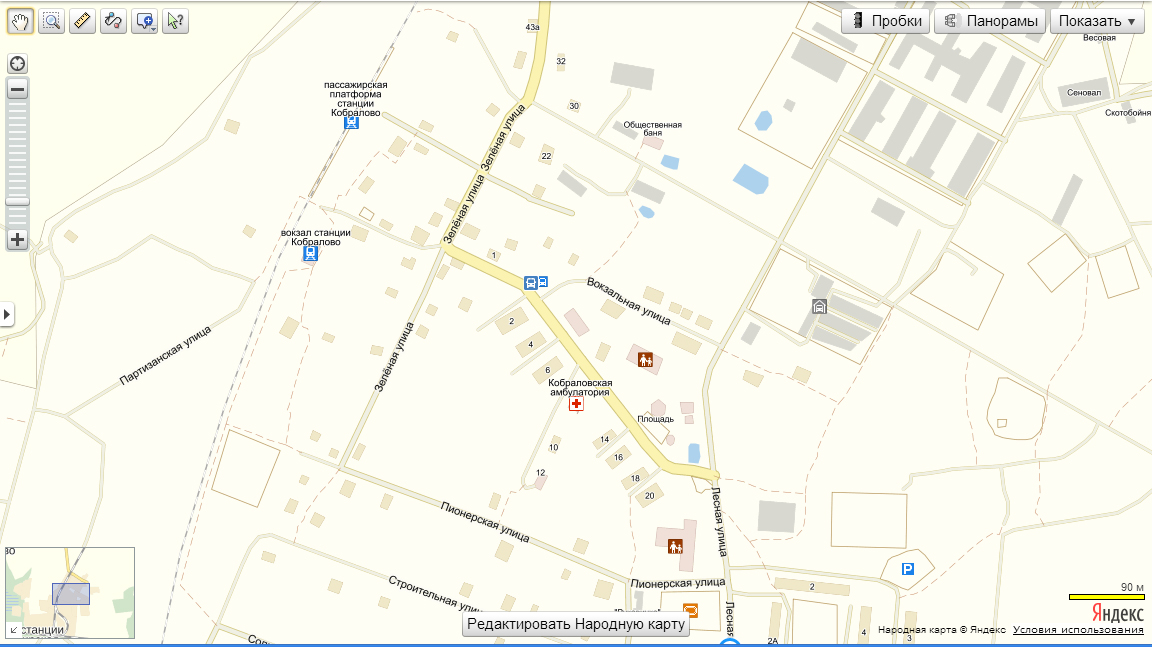 Пробки
Панорамы
Показать
43а
32
30
22
пассажирская
платформа
станции
Кобралово
Зелёная улица
Общественная
баня
Весовая
Сеновал
Скотобойня
Зелёная улица
вокзал станции
Кобралово
1
Вокзальная улица
2
4
6
Партизанская улица
Зелёная улица
Кобраловская
амбулатория
Площадь
14
16
10
12
18
20
Пионерская улица
Лесная улица
P
Строительная улица
Пионерская улица
2
90 м
Яндекс
станции
Редактировать Народную карту
Лесная
2А
4
3
Народная карта © Яндекс Условия использования